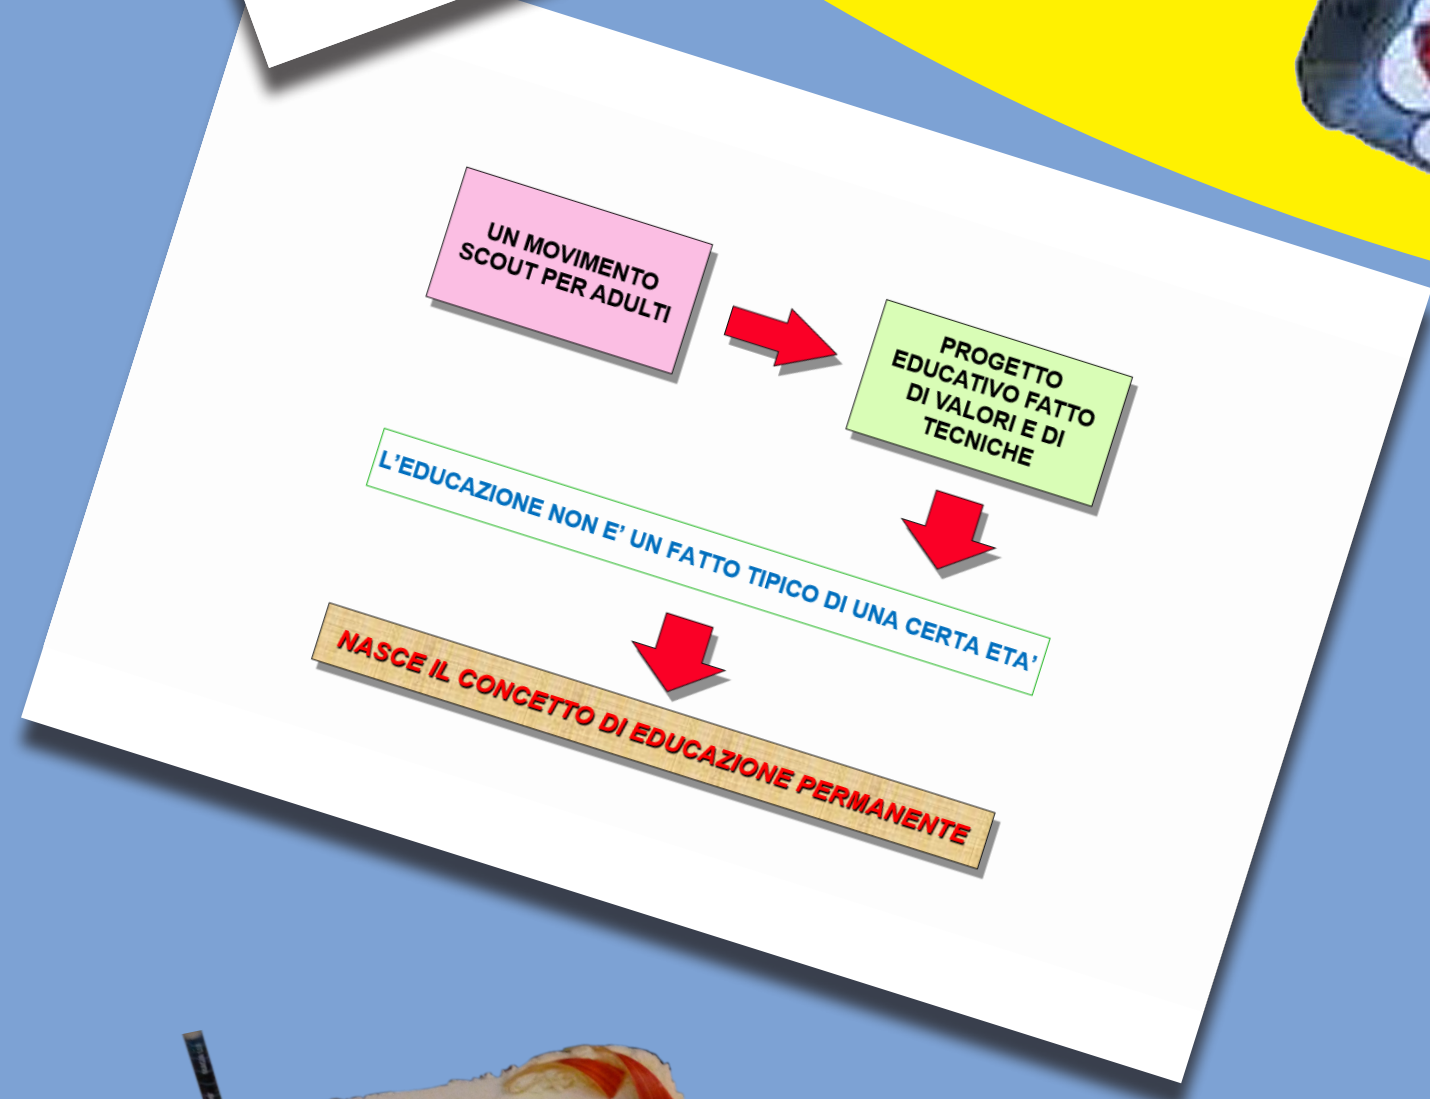 UN MOVIMENTO
SCOUT PER ADULTI
PROGETTO
EDUCATIVO FATTO
DI VALORI E DI
TECNICHE
L'EDUCAZIONE NON E' UN FATTO TIPICO DI UNA CERTA ETA'
NASCE IL CONCETTO DI EDUCAZIONE PERMANENTE